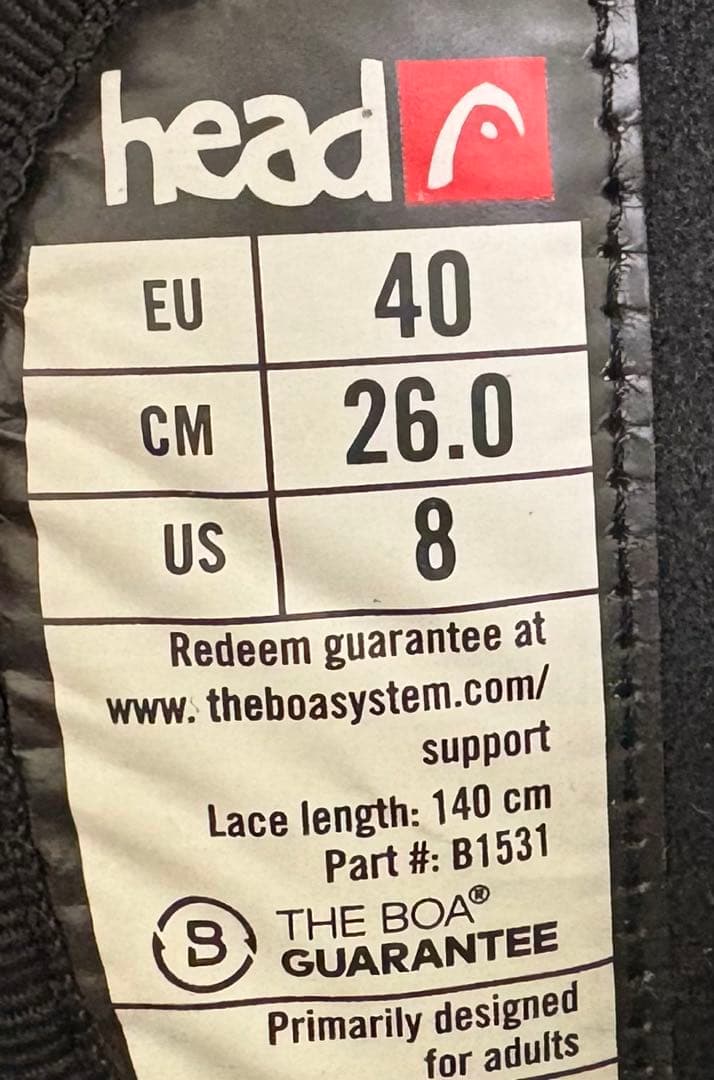 head
EU 40
CM 26.0
US 8
Redeem guarantee at
www. theboasystem.com/
support
Lace length: 140 cm
Part #: B1531
B THE BOA®
GUARANTEE
Primarily designed
for adults